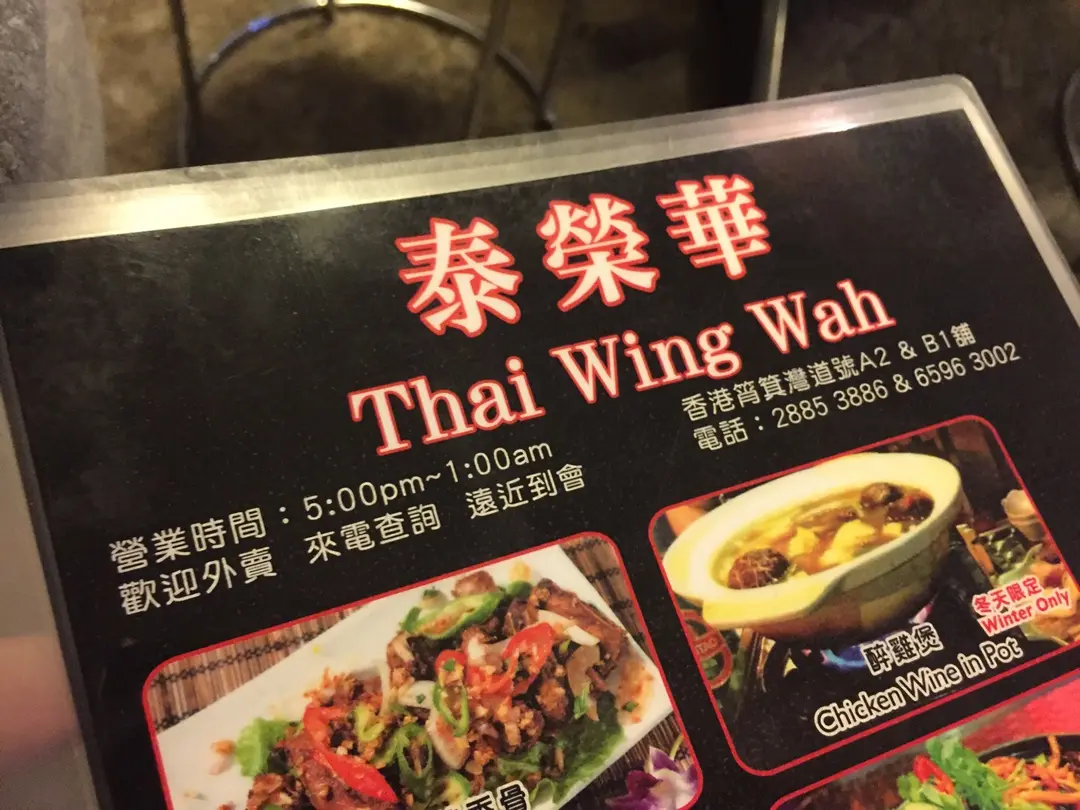 泰榮華
Thai Wing Wah
香港筲箕灣道號A2 & B1舖
電話：2885 3886 & 6596 3002
營業時間：5:00pm~1:00am
歡迎外賣 來電查詢 遠近到會
冬天限定
Winter Only
醉雞煲
Chicken Wine in Pot
香骨